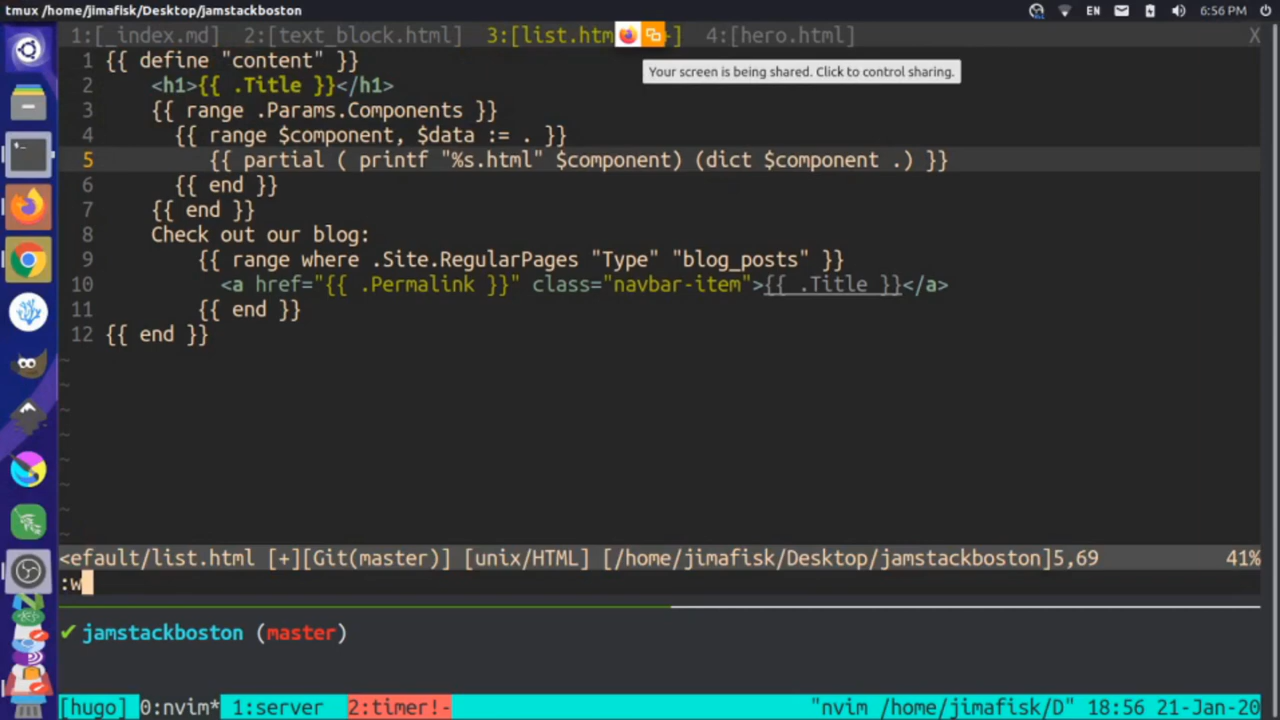 tmux /home/jimafisk/Desktop/jamstackboston
EN
6:56 PM
1:[_index.md] 2:[text_block.html] 3:[list.htm ] 4:[hero.html] X
Your screen is being shared. Click to control sharing.
1 {{ define "content" }}
2 <h1>{{ .Title }}</h1>
3 {{ range .Params.Components }}
4 {{ range $component, $data := . }}
5 {{ partial ( printf "%s.html" $component) (dict $component .) }}
6 {{ end }}
7 {{ end }}
8 Check out our blog:
9 {{ range where .Site.RegularPages "Type" "blog_posts" }}
10 <a href="{{ .Permalink }}" class="navbar-item">{{ .Title }}</a>
11 {{ end }}
12 {{ end }}
~
~
~
~
~
~
~
~
<efault/list.html [+][Git(master)] [unix/HTML] [/home/jimafisk/Desktop/jamstackboston]5,69 41%
:w
✔ jamstackboston (master)
[hugo] 0:nvim* 1:server 2:timer!- "nvim /home/jimafisk/D" 18:56 21-Jan-20